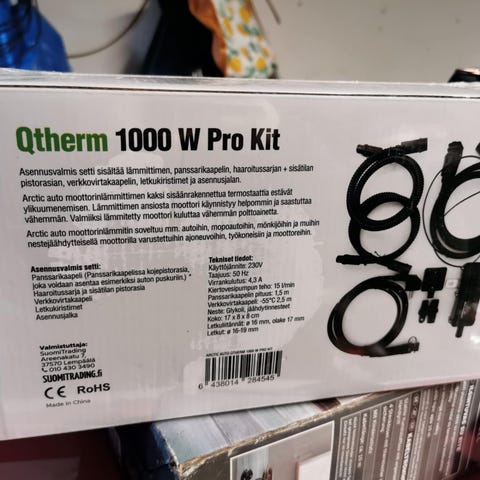 Qtherm 1000 W Pro Kit
Asennusvalmis setti sisältää lämmittimen, panssarikaapelin, haaroitussarjan + sisätilan
pistorasian, verkkovirtakaapelin, letkukiristimet ja asennusjalan.
Arctic auto moottorinlämmittimen kaksi sisäänrakennettua termostaattia estävät
ylikuumenemisen. Lämmittimen ansiosta moottori käynnistyy helpommin ja saastuttaa
vähemmän. Valmiiksi lämmitetty moottori kuluttaa vähemmän polttoainetta.
Arctic auto moottorinlämmitin soveltuu mm. autoihin, mopoautoihin, mönkijöihin ja muihin
nestejäähdytteisellä moottorilla varustettuihin ajoneuvoihin, työkoneisiin ja moottoreihin.
Asennusvalmis setti:
Panssarikaapeli (Panssarikaapelissa kojepistorasia,
joka voidaan asentaa esimerkiksi auton puskuriin.)
Haaroitussarja ja sisätilan pistorasia
Verkkovirtakaapeli
Letkukiristimet
Asennusjalka
Tekniset tiedot:
Käyttöjännite: 230V
Taajuus: 50 Hz
Virrankulutus: 4,3 A
Kiertovesipumpun teho: 15 l/min
Panssarikaapelin pituus: 1,5 m
Verkkovirtakaapeli: -55°C 2,5 m
Neste: Glykoli, jäähdytinnesteet
Koko: 17 x 8 x 8 cm
Letkuliitännät: ø 16 mm, olake 17 mm
Letkut: ø 16-19 mm
Valmistuttaja:
SuomiTrading
Areenakatu 7
37570 Lempäälä
010 430 3490
SUOMITRADING.fi
CE RoHS
Made in China
ARCTIC AUTO QTHERM 1000 W PRO KIT
6 438014 284545